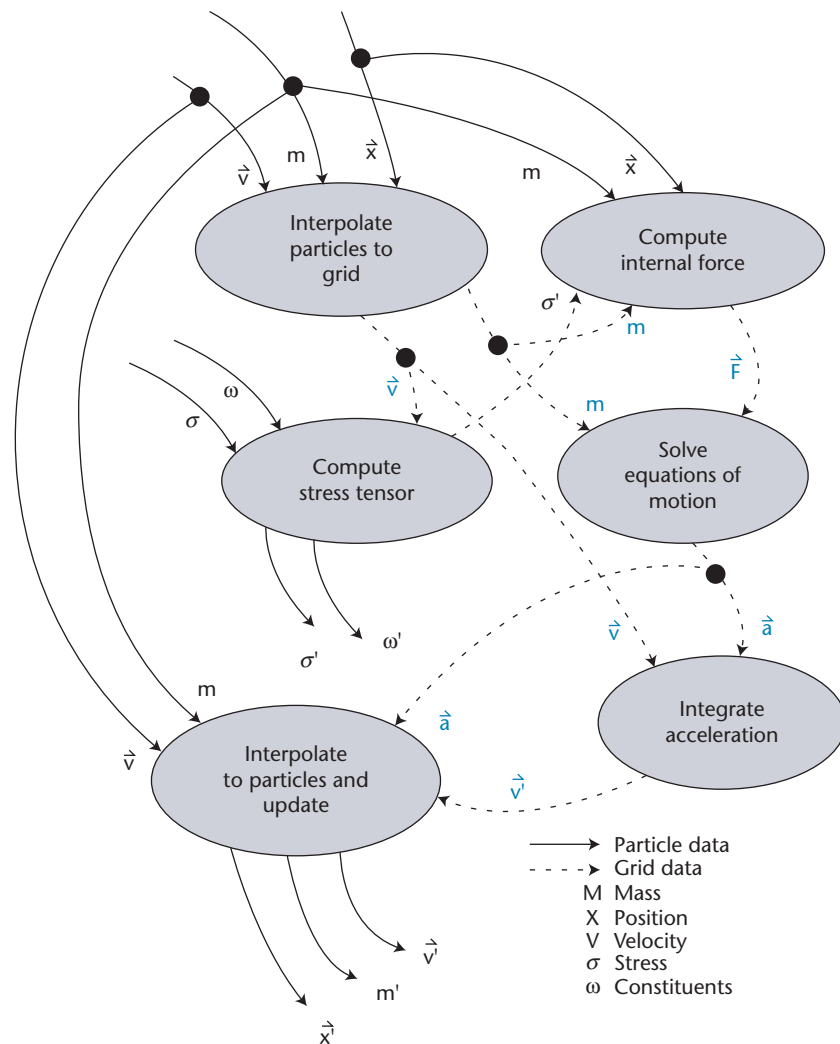 v⃗
m
x⃗
m
x⃗
Interpolate
particles to
grid
Compute
internal force
σ'
m
v⃗
F⃗
ω
σ
m
Compute
stress tensor
Solve
equations of
motion
σ'
ω'
v⃗
a⃗
m
v⃗
a⃗
Integrate
acceleration
Interpolate
to particles and
update
v⃗'
Particle data
Grid data
M Mass
X Position
V Velocity
σ Stress
ω Constituents
v⃗'
m'
x⃗'